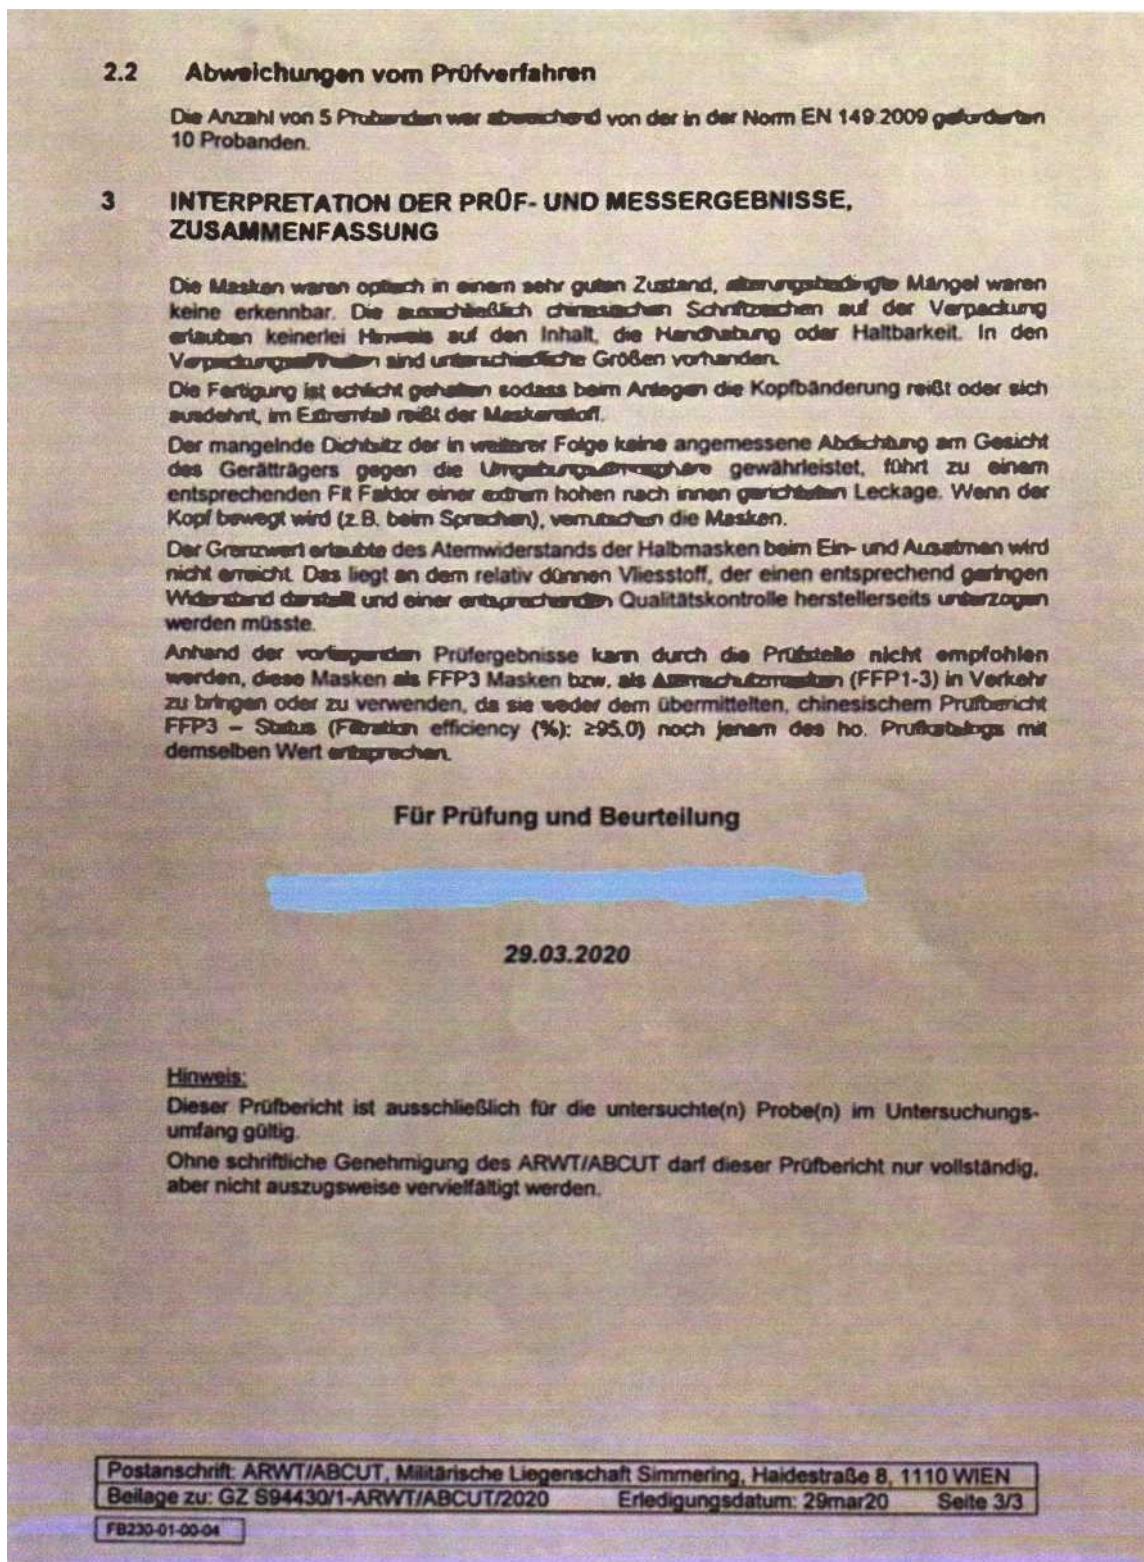 2.2 Abweichungen vom Prüfverfahren
Die Anzahl von 5 Probanden war abweichend von der in der Norm EN 149:2009 geforderten
10 Probanden.
3 INTERPRETATION DER PRÜF- UND MESSERGEBNISSE,
ZUSAMMENFASSUNG
Die Masken waren optisch in einem sehr guten Zustand, alterungsbedingte Mängel waren
keine erkennbar. Die ausschließlich chinesischen Schriftzeichen auf der Verpackung
erlauben keinerlei Hinweis auf den Inhalt, die Handhabung oder Haltbarkeit. In den
Verpackungseinheiten sind unterschiedliche Größen vorhanden.
Die Fertigung ist schlicht gehalten sodass beim Anlegen die Kopfbänderung reißt oder sich
ausdehnt, im Extremfall reißt der Maskenstoff.
Der mangelnde Dichtsitz der in weiterer Folge keine angemessene Abdichtung am Gesicht
des Gerätträgers gegen die Umgebungsatmosphäre gewährleistet, führt zu einem
entsprechenden Fit Faktor einer extrem hohen nach innen gerichteten Leckage. Wenn der
Kopf bewegt wird (z.B. beim Sprechen), verrutschen die Masken.
Der Grenzwert erlaubte des Atemwiderstands der Halbmasken beim Ein- und Ausatmen wird
nicht erreicht. Das liegt an dem relativ dünnen Vliesstoff, der einen entsprechend geringen
Widerstand darstellt und einer entsprechenden Qualitätskontrolle herstellerseits unterzogen
werden müsste.
Anhand der vorliegenden Prüfergebnisse kann durch die Prüfstelle nicht empfohlen
werden, diese Masken als FFP3 Masken bzw. als Atemschutzmasken (FFP1-3) in Verkehr
zu bringen oder zu verwenden, da sie weder dem übermittelten, chinesischem Prüfbericht
FFP3 – Status (Filtration efficiency (%): ≥95.0) noch jenem des ho. Prüfkatalogs mit
demselben Wert entsprechen.
Für Prüfung und Beurteilung
29.03.2020
Hinweis:
Dieser Prüfbericht ist ausschließlich für die untersuchte(n) Probe(n) im Untersuchungs-
umfang gültig.
Ohne schriftliche Genehmigung des ARWT/ABCUT darf dieser Prüfbericht nur vollständig,
aber nicht auszugsweise vervielfältigt werden.
Postanschrift: ARWT/ABCUT, Militärische Liegenschaft Simmering, Haidestraße 8, 1110 WIEN
Beilage zu: GZ S94430/1-ARWT/ABCUT/2020 Erledigungsdatum: 29mar20 Seite 3/3
FB230-01-00-04